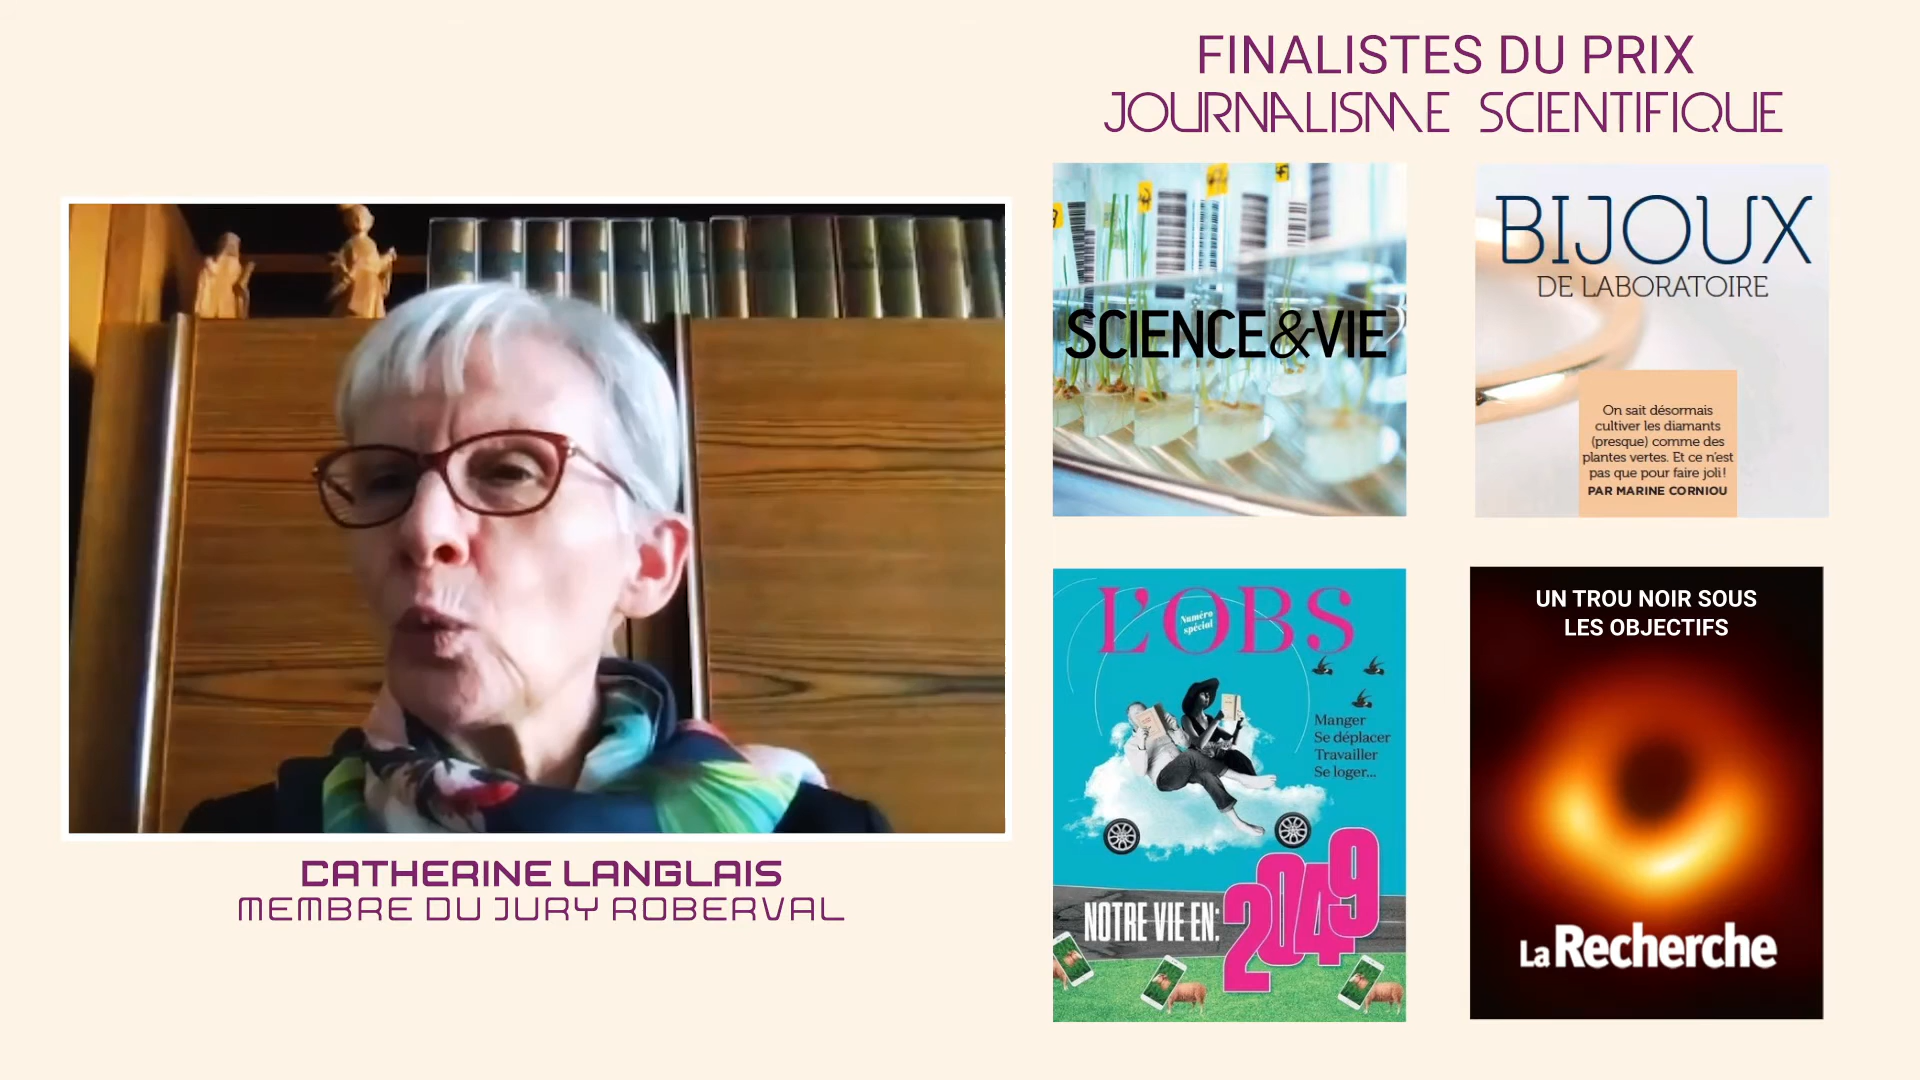 FINALISTES DU PRIX
JOURNALISME SCIENTIFIQUE
SCIENCE&VIE
BIJOUX
DE LABORATOIRE
On sait désormais
cultiver les diamants
(presque) comme des
plantes vertes. Et ce n'est
pas que pour faire joli!
PAR MARINE CORNIOU
L'OBS
Numéro
spécial
Manger
Se déplacer
Travailler
Se loger...
NOTRE VIE EN:
2049
UN TROU NOIR SOUS
LES OBJECTIFS
La Recherche
CATHERINE LANGLAIS
MEMBRE DU JURY ROBERVAL